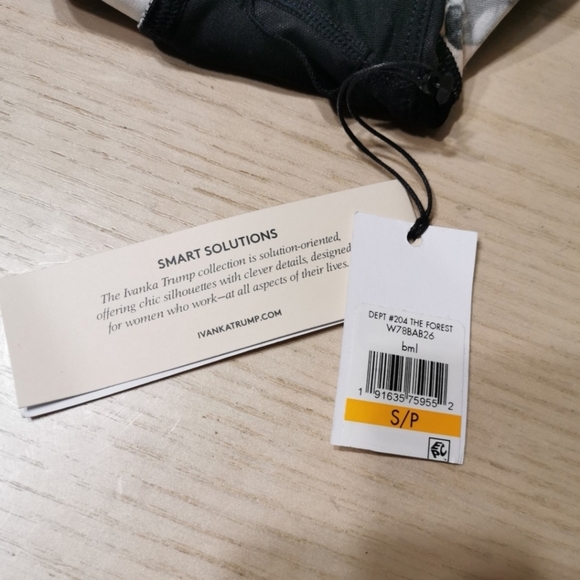 SMART SOLUTIONS
The Ivanka Trump collection is solution-oriented,
offering chic silhouettes with clever details, designed
for women who work—at all aspects of their lives.
IVANKATRUMP.COM
DEPT #204 THE FOREST
W78BAB26
bml
1 91635 75955 2
S/P